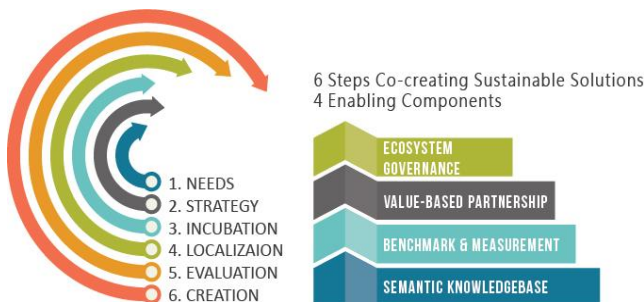 1. NEEDS
2. STRATEGY
3. INCUBATION
4. LOCALIZAION
5. EVALUATION
6. CREATION
6 Steps Co-creating Sustainable Solutions
4 Enabling Components
ECOSYSTEM
GOVERNANCE
VALUE-BASED PARTNERSHIP
BENCHMARK & MEASUREMENT
SEMANTIC KNOWLEDGEBASE